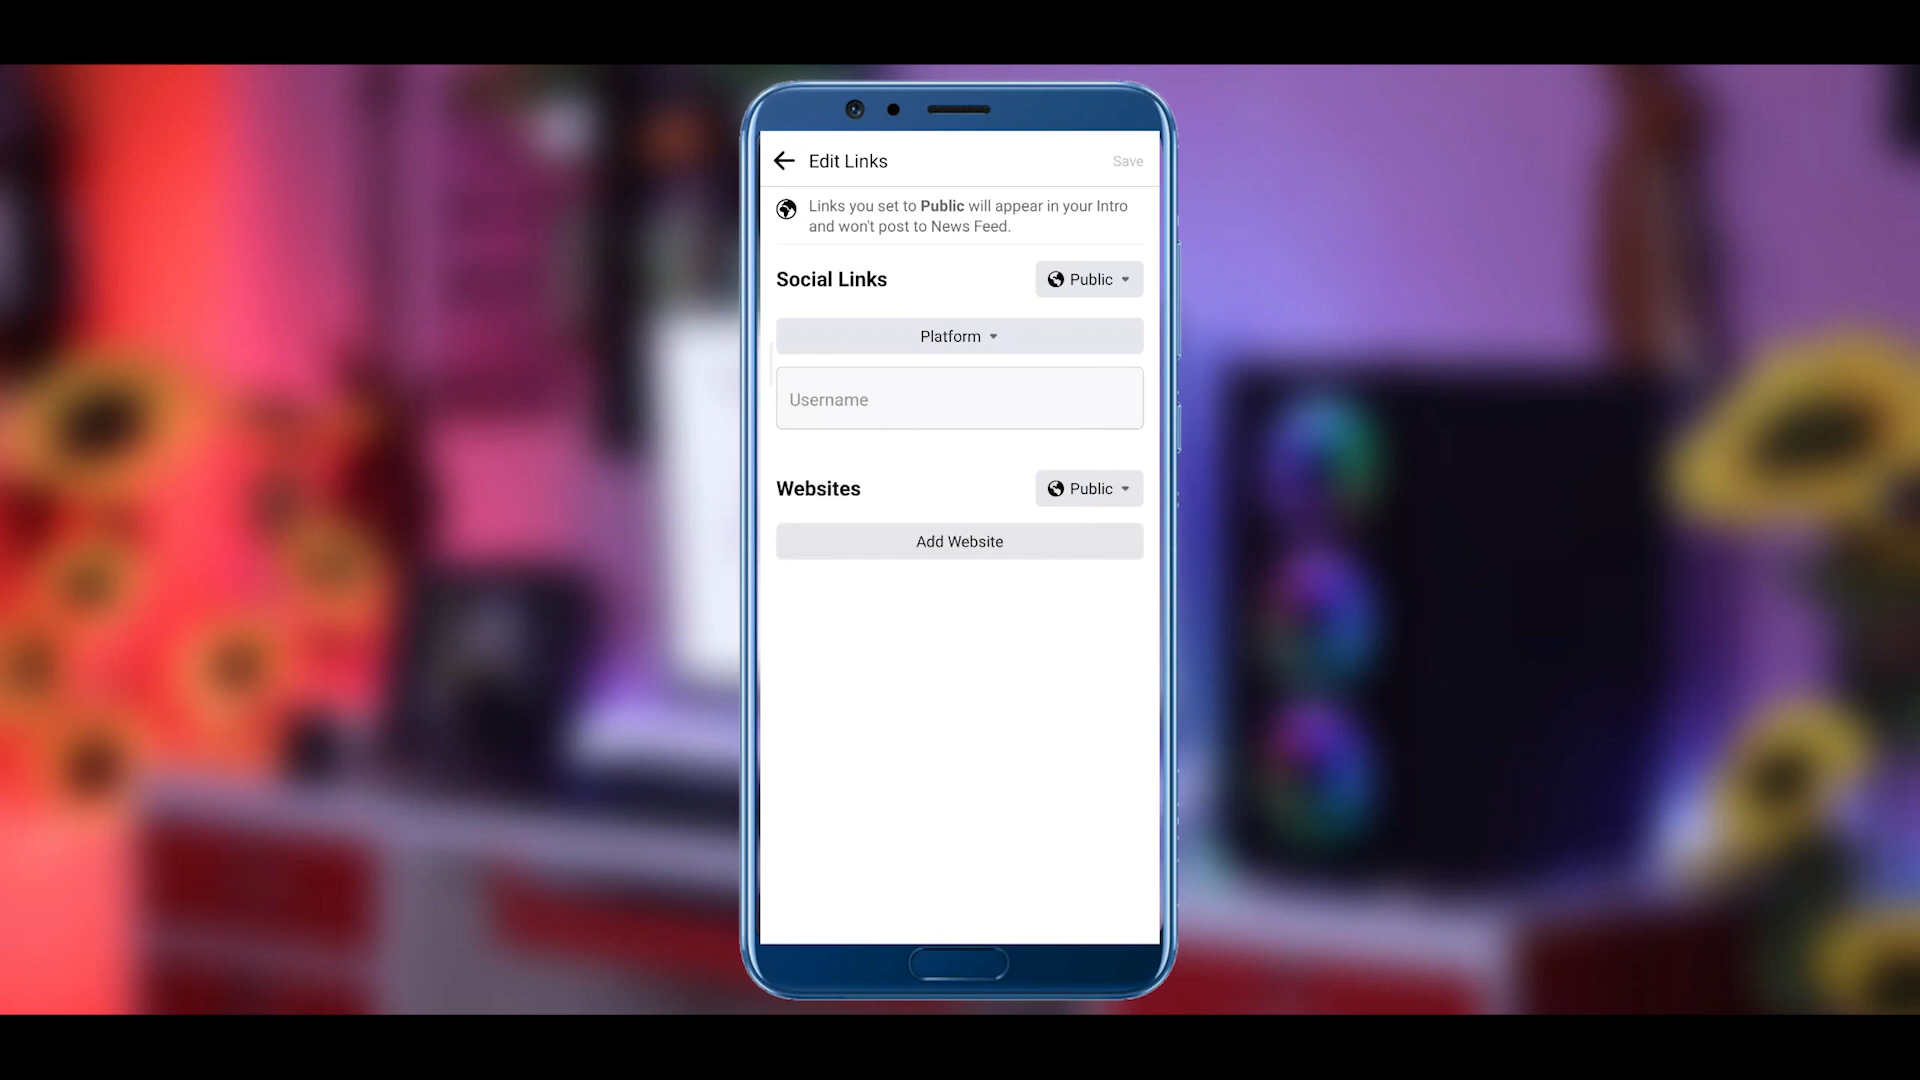 Edit Links
Save
Links you set to Public will appear in your Intro
and won't post to News Feed.
Social Links
Public
Platform
Username
Websites
Public
Add Website